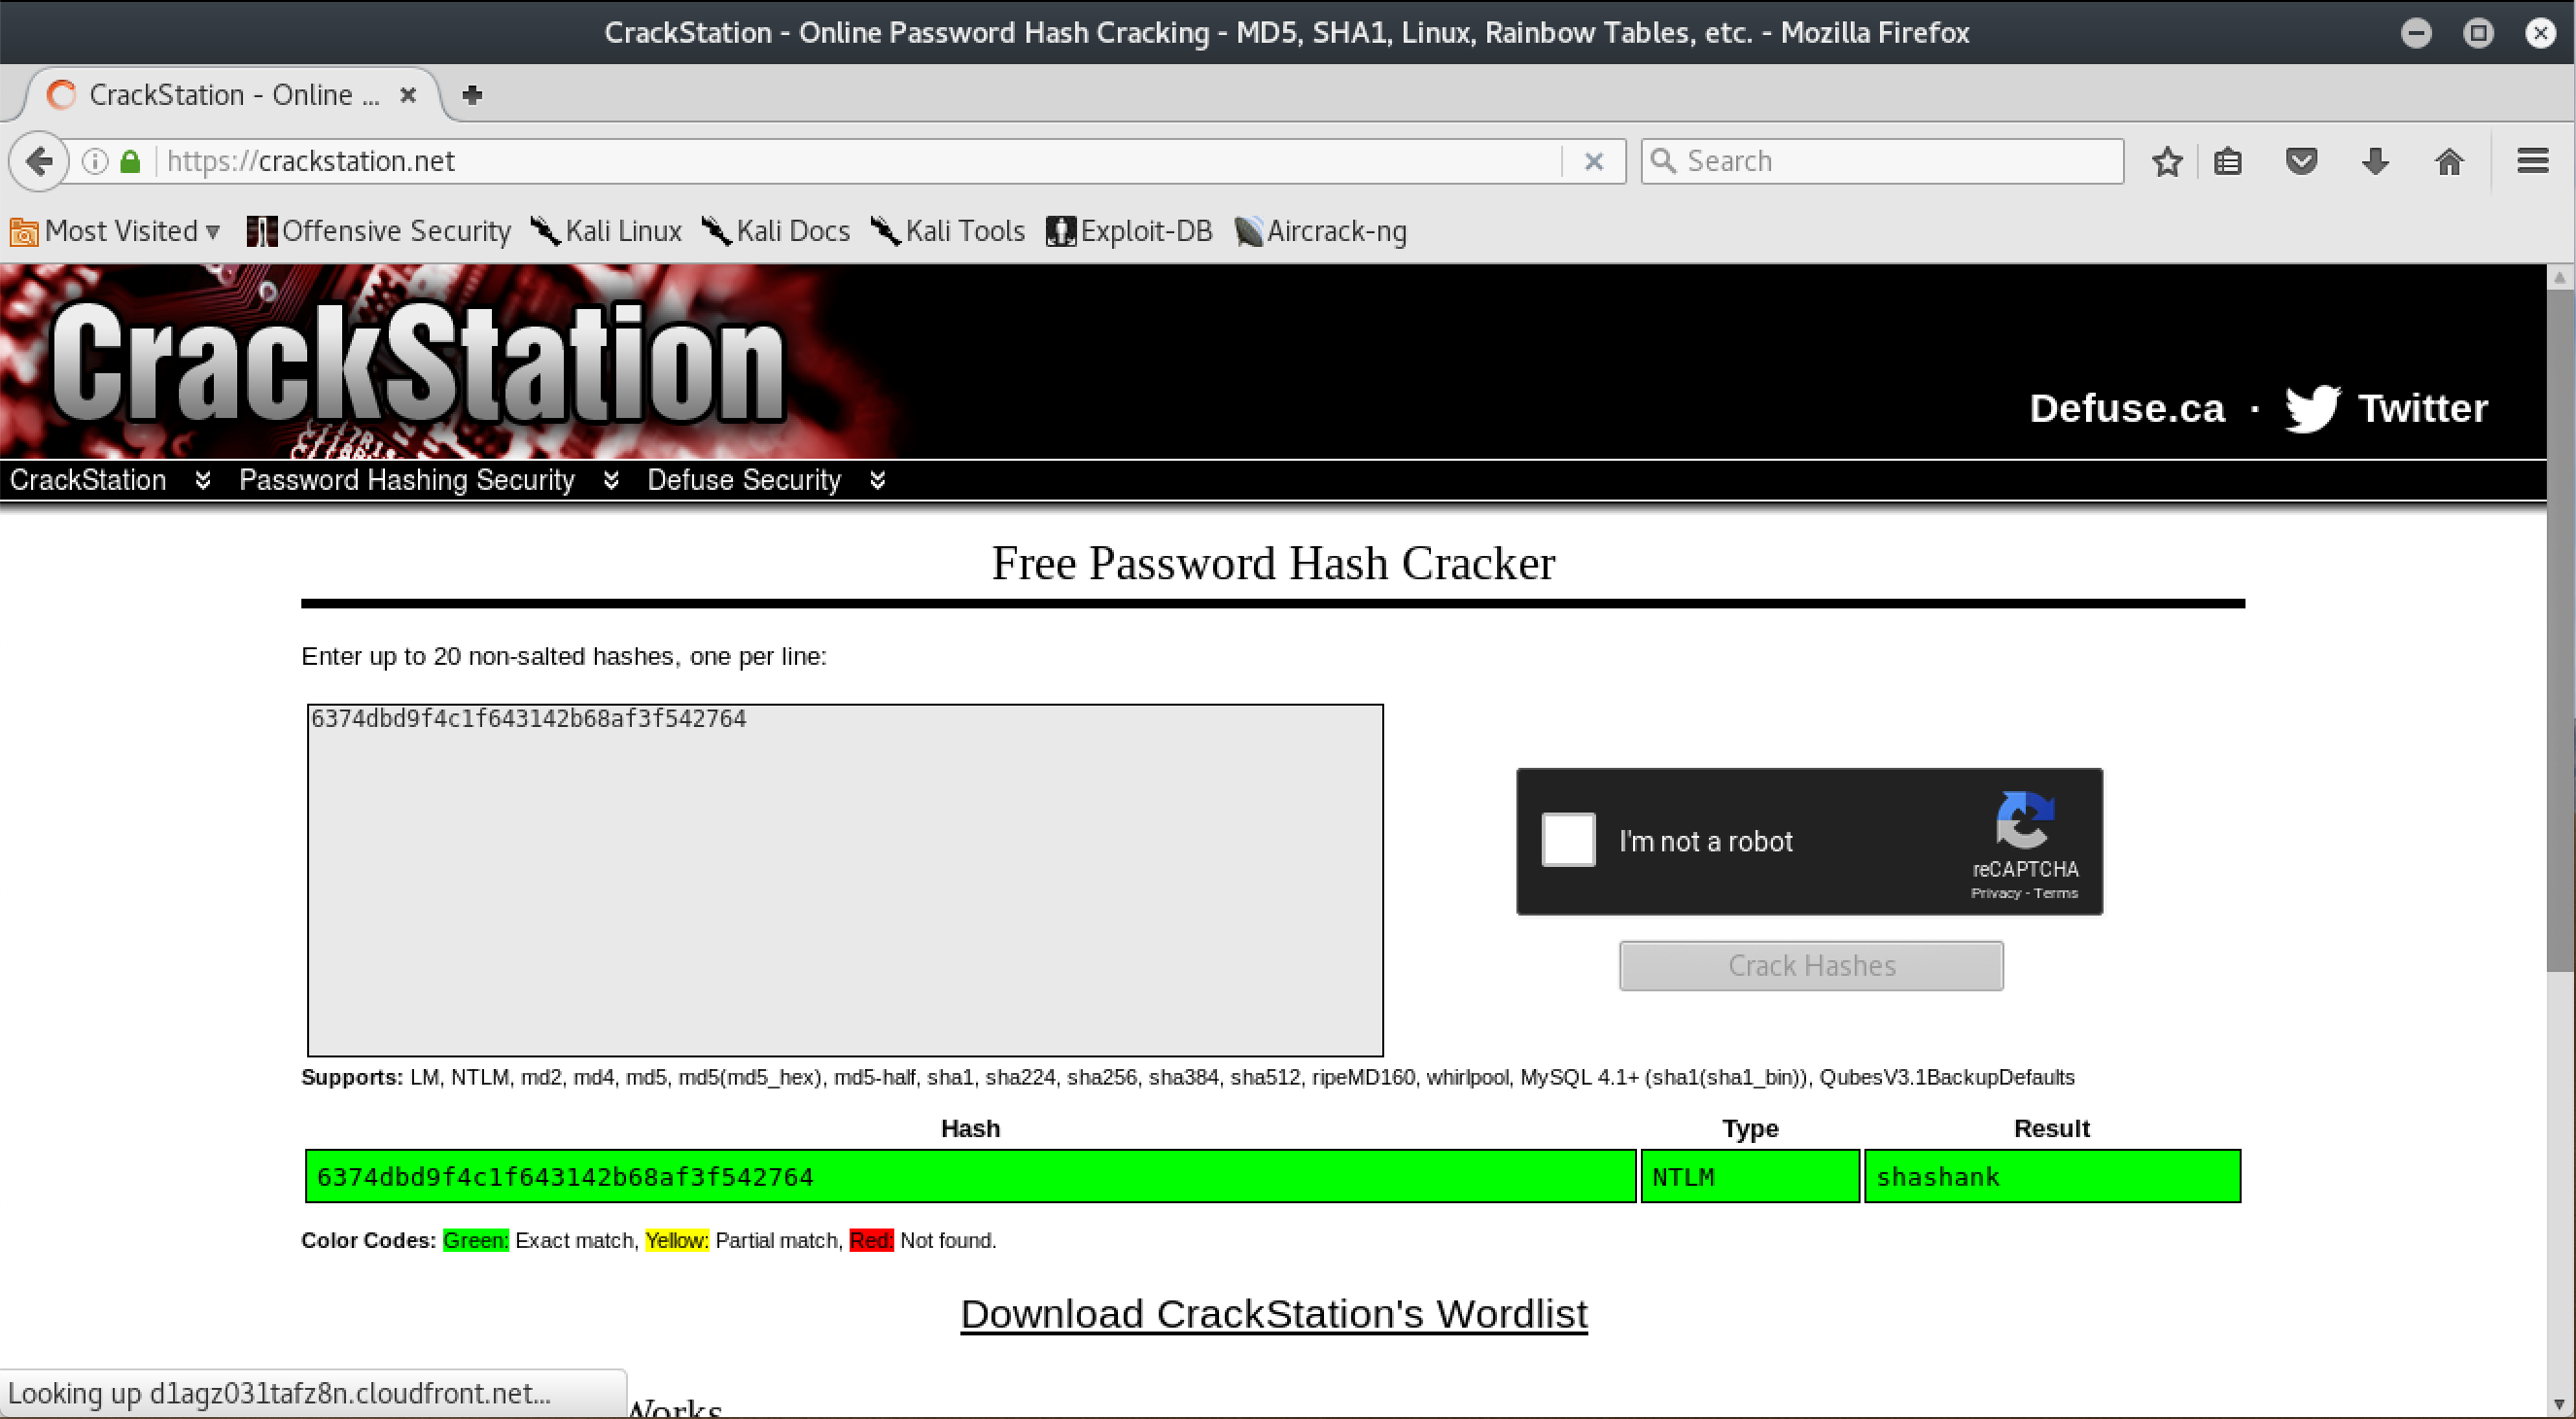 CrackStation - Online Password Hash Cracking - MD5, SHA1, Linux, Rainbow Tables, etc. - Mozilla Firefox
CrackStation - Online ...
https://crackstation.net
Search
Most Visited Offensive Security Kali Linux Kali Docs Kali Tools Exploit-DB Aircrack-ng
CrackStation
Defuse.ca · Twitter
CrackStation Password Hashing Security Defuse Security
Free Password Hash Cracker
Enter up to 20 non-salted hashes, one per line:
6374dbd9f4c1f643142b68af3f542764
I'm not a robot
reCAPTCHA
Privacy - Terms
Crack Hashes
Supports: LM, NTLM, md2, md4, md5, md5(md5_hex), md5-half, sha1, sha224, sha256, sha384, sha512, ripeMD160, whirlpool, MySQL 4.1+ (sha1(sha1_bin)), QubesV3.1BackupDefaults
Hash Type Result
6374dbd9f4c1f643142b68af3f542764 NTLM shashank
Color Codes: Green: Exact match, Yellow: Partial match, Red: Not found.
Download CrackStation's Wordlist
Looking up d1agz031tafz8n.cloudfront.net...
Works